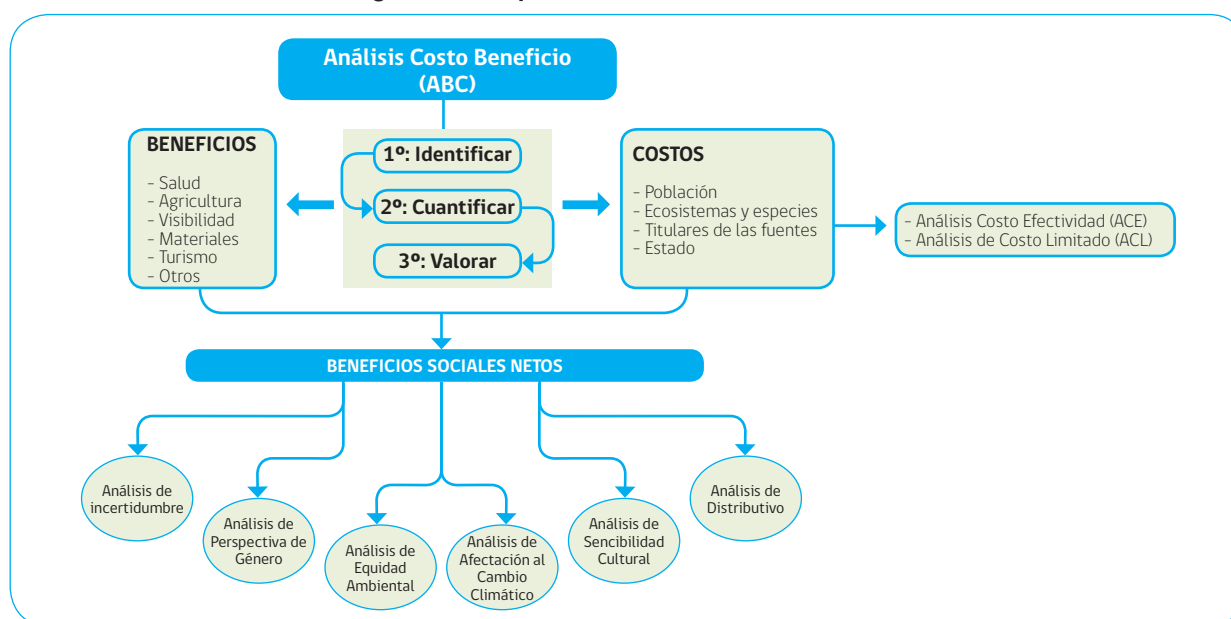 Análisis Costo Beneficio
(ABC)
BENEFICIOS
- Salud
- Agricultura
- Visibilidad
- Materiales
- Turismo
- Otros
1º: Identificar
2º: Cuantificar
3º: Valorar
COSTOS
- Población
- Ecosistemas y especies
- Titulares de las fuentes
- Estado
- Análisis Costo Efectividad (ACE)
- Análisis de Costo Limitado (ACL)
BENEFICIOS SOCIALES NETOS
Análisis de
incertidumbre
Análisis de
Perspectiva de
Género
Análisis de
Equidad
Ambiental
Análisis de
Afectación al
Cambio
Climático
Análisis de
Sencibilidad
Cultural
Análisis de
Distributivo